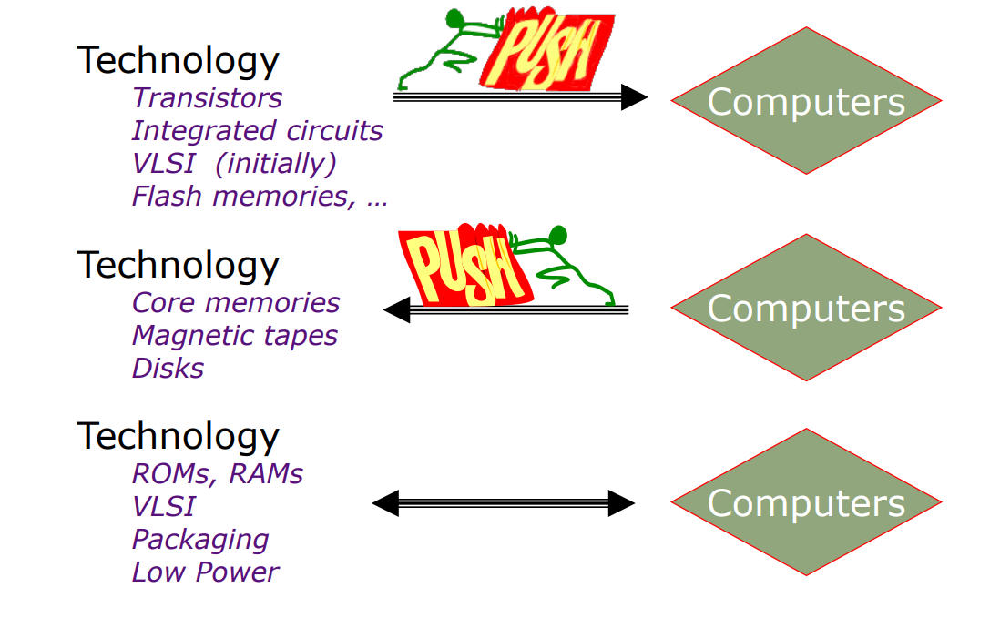 Technology
Transistors
Integrated circuits
VLSI (initially)
Flash memories, ...
PUSH
Computers
Technology
Core memories
Magnetic tapes
Disks
PUSH
Computers
Technology
ROMs, RAMs
VLSI
Packaging
Low Power
Computers